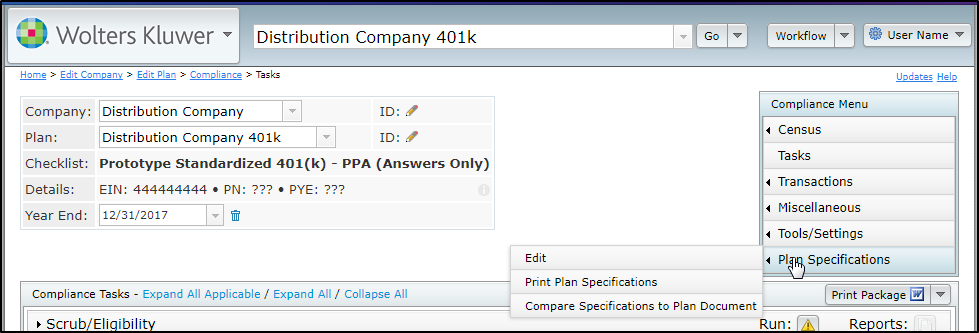 Wolters Kluwer
Distribution Company 401k
Go
Workflow
User Name
Home > Edit Company > Edit Plan > Compliance > Tasks
Updates Help
Company: Distribution Company ID:
Plan: Distribution Company 401k ID:
Checklist: Prototype Standardized 401(k) - PPA (Answers Only)
Details: EIN: 444444444 • PN: ??? • PYE: ???
Year End: 12/31/2017
Compliance Menu
Census
Tasks
Transactions
Miscellaneous
Tools/Settings
Plan Specifications
Edit
Print Plan Specifications
Compare Specifications to Plan Document
Compliance Tasks - Expand All Applicable / Expand All / Collapse All
Print Package
Scrub/Eligibility
Run: Reports: